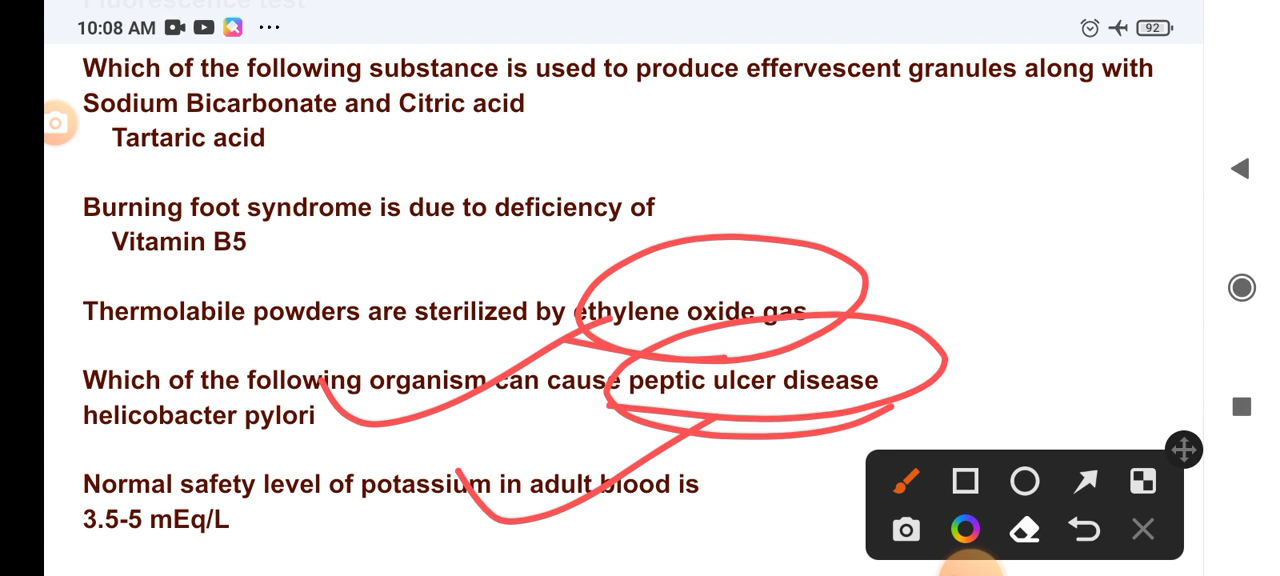 Fluorescence test
10:08 AM
92
Which of the following substance is used to produce effervescent granules along with
Sodium Bicarbonate and Citric acid
Tartaric acid
Burning foot syndrome is due to deficiency of
Vitamin B5
Thermolabile powders are sterilized by ethylene oxide gas
Which of the following organism can cause peptic ulcer disease
helicobacter pylori
Normal safety level of potassium in adult blood is
3.5-5 mEq/L